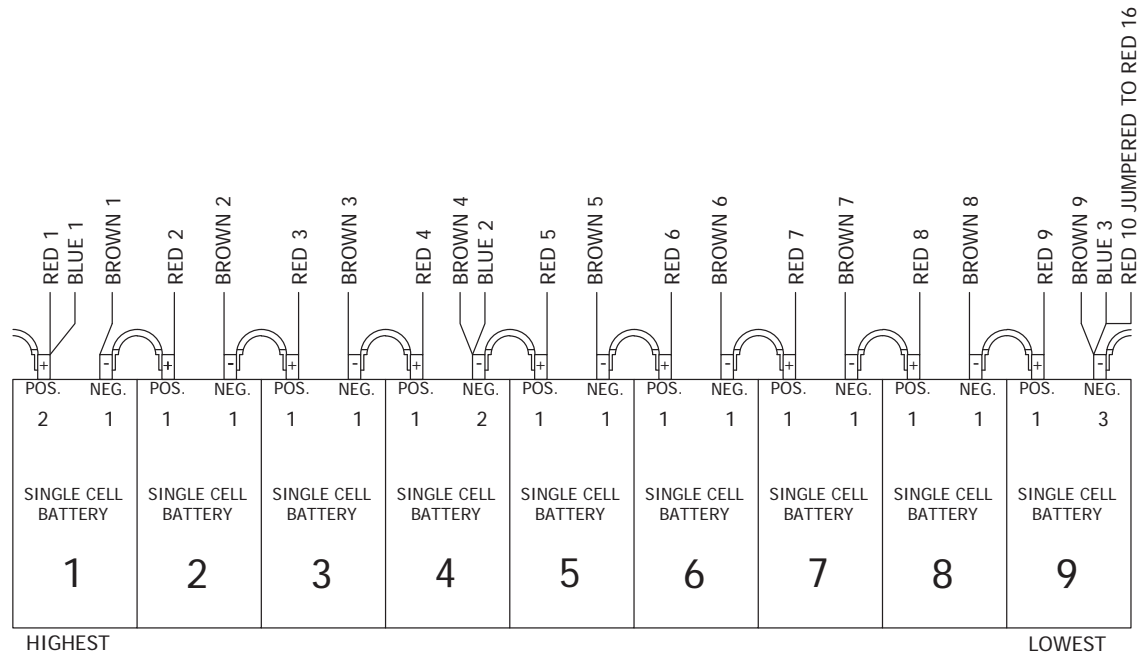 RED 1
BLUE 1
BROWN 1
RED 2
BROWN 2
RED 3
BROWN 3
RED 4
BROWN 4
BLUE 2
RED 5
BROWN 5
RED 6
BROWN 6
RED 7
BROWN 7
RED 8
BROWN 8
RED 9
BROWN 9
BLUE 3
RED 10 JUMPERED TO RED 16
+ - + - + - + - + - + - + - + - + -
POS. NEG. POS. NEG. POS. NEG. POS. NEG. POS. NEG. POS. NEG. POS. NEG. POS. NEG. POS. NEG.
2 1 1 1 1 1 1 2 1 1 1 1 1 1 1 1 1 3
SINGLE CELL SINGLE CELL SINGLE CELL SINGLE CELL SINGLE CELL SINGLE CELL SINGLE CELL SINGLE CELL SINGLE CELL
BATTERY BATTERY BATTERY BATTERY BATTERY BATTERY BATTERY BATTERY BATTERY
1 2 3 4 5 6 7 8 9
HIGHEST LOWEST